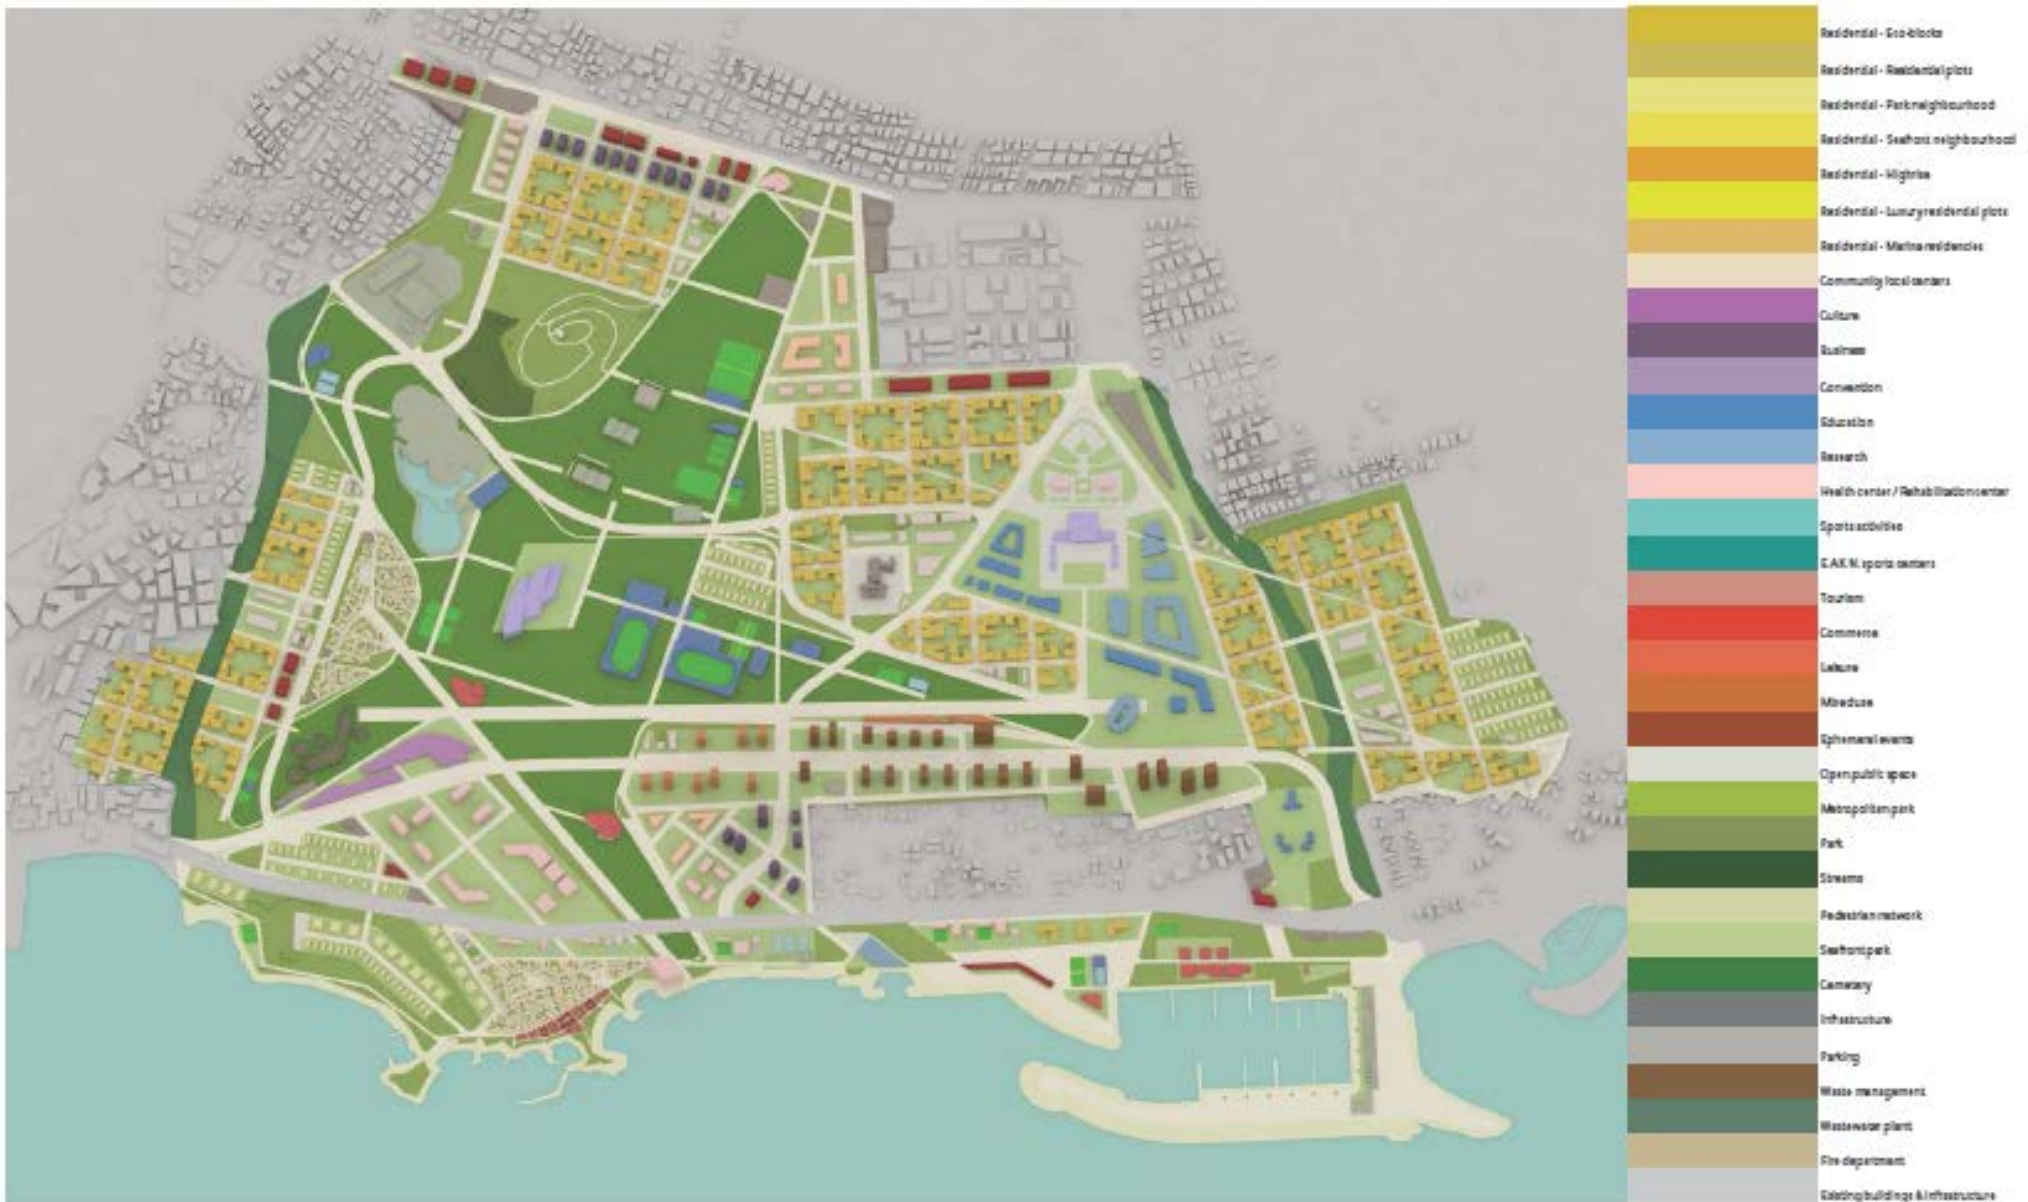 Residential - Eco-blocks
Residential - Residential plots
Residential - Park neighbourhood
Residential - Seafront neighbourhood
Residential - Highrise
Residential - Luxury residential plots
Residential - Marina residencies
Community focal centers
Culture
Business
Convention
Education
Research
Health center / Rehabilitation center
Sports activities
E.A.K.N. sports centers
Tourism
Commerce
Leisure
Mixed use
Ephemeral events
Open public space
Metropolitan park
Park
Streams
Pedestrian network
Seafront park
Cemetery
Infrastructure
Parking
Waste management
Wastewater plant
Fire department
Existing buildings & infrastructure